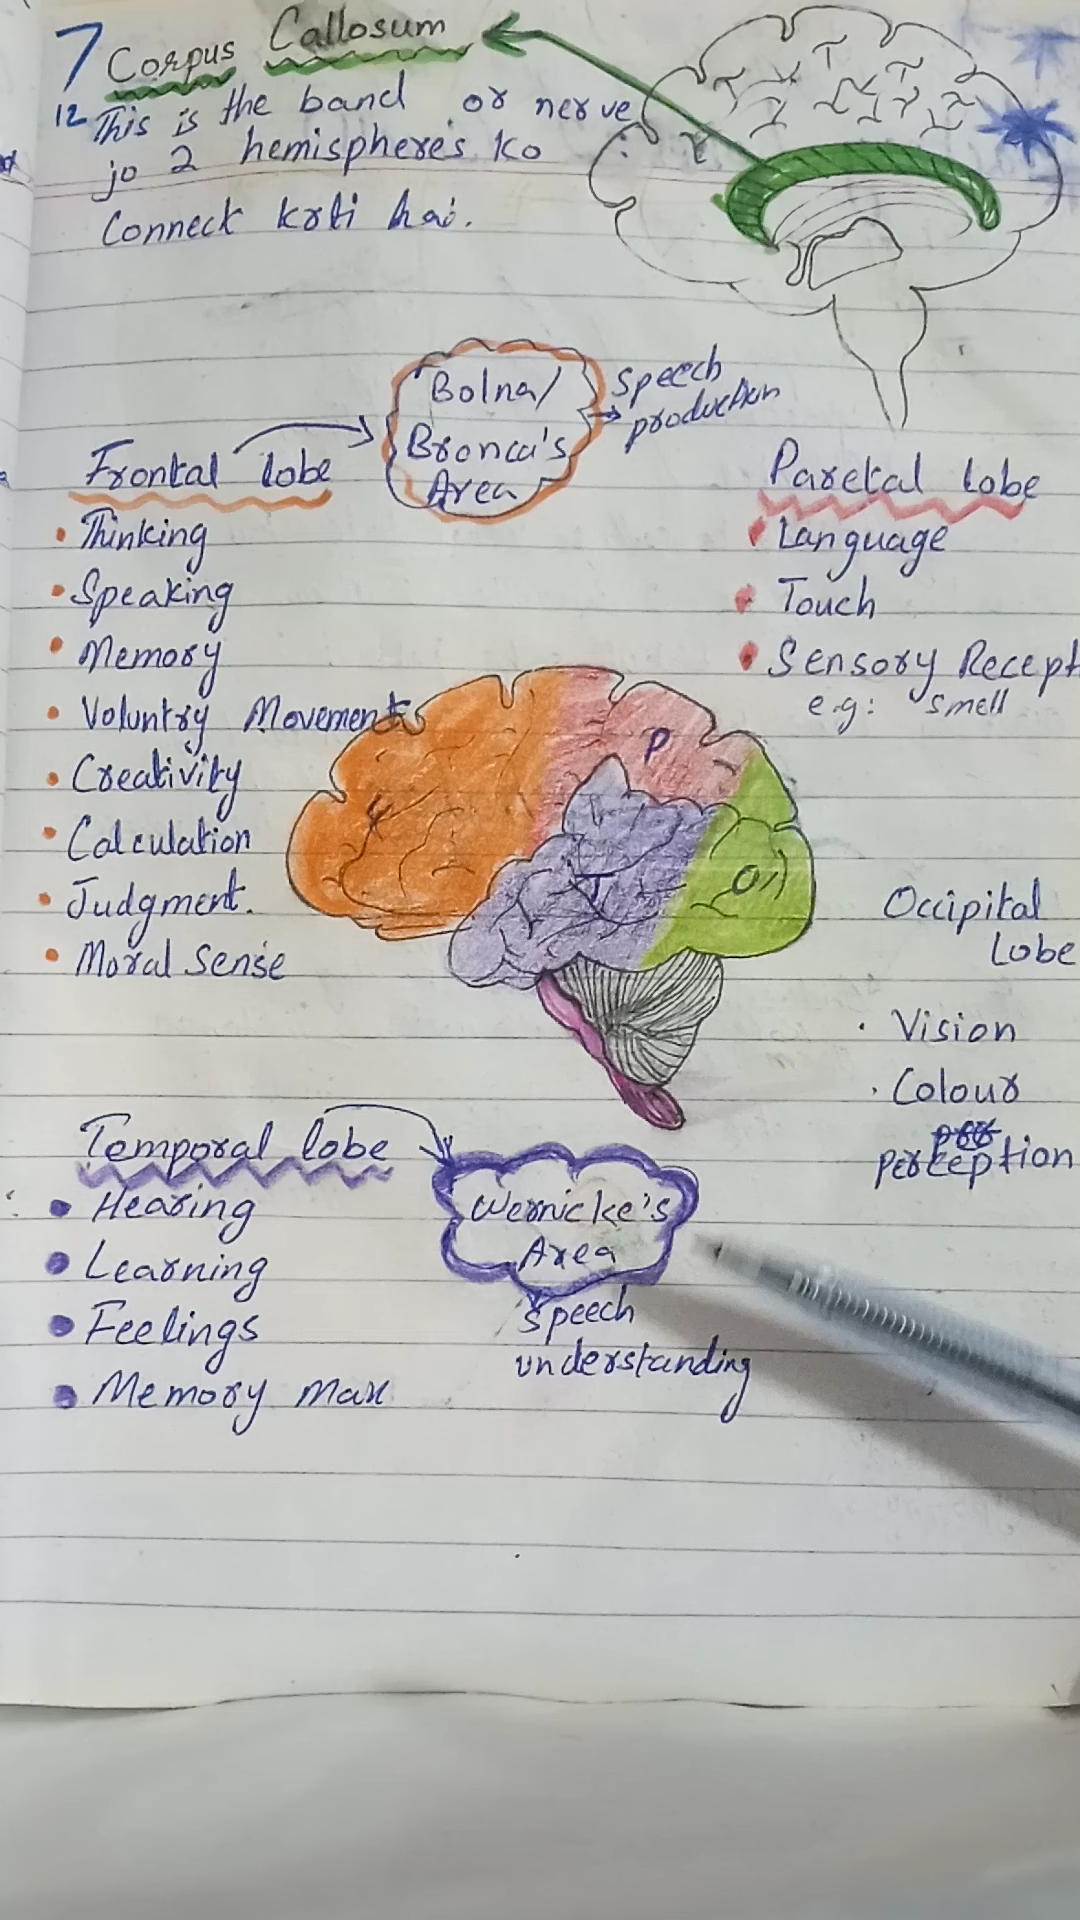 7
12
Corpus Callosum
This is the band or nerve
jo 2 hemispheres ko
Conneck krti hai.
Bolna/
Bronca's
Area
Speech
production
Frontal lobe
• Thinking
• Speaking
• Memory
• Voluntry Movement
• Creativity
• Calculation
• Judgment.
• Moral Sense
Paretal lobe
• Language
• Touch
• Sensory Recept
e.g: smell
P
T
O
Occipital
Lobe
· Vision
· Colour
perception
Temporal lobe
• Hearing
• Learning
• Feelings
• Memory max
Wernicke's
Area
Speech
understanding